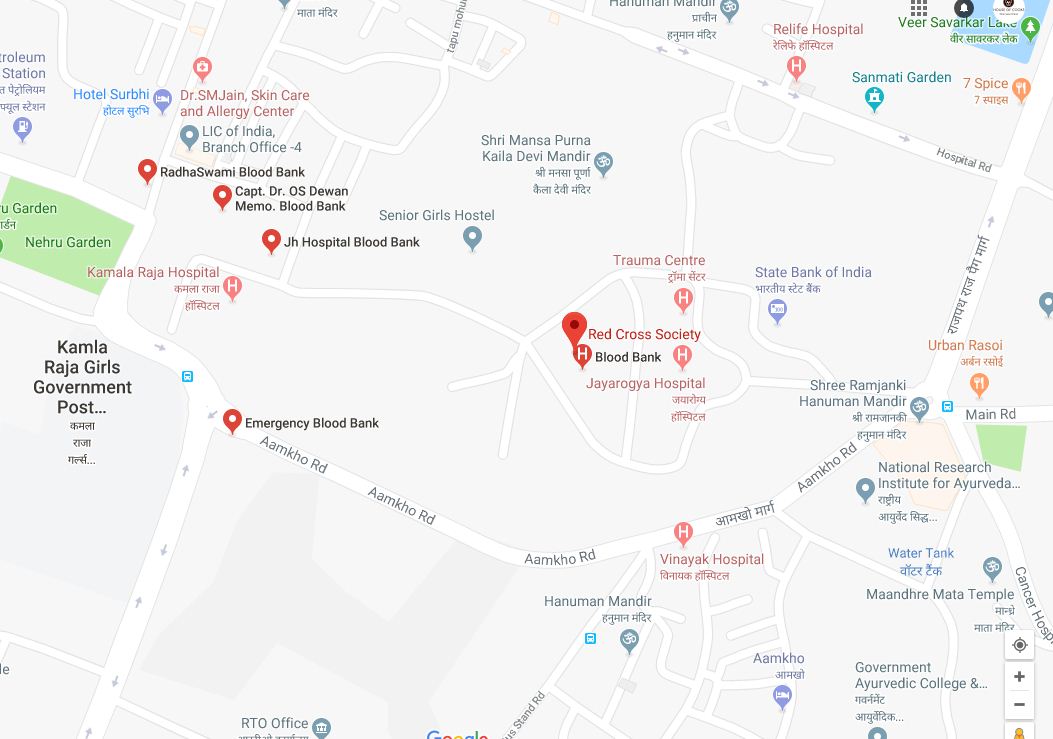 माता मंदिर
tapu mohu
Hanuman Mandir
प्राचीन
हनुमान मंदिर
HOUSE OF COOKS
Veer Savarkar Lake
वीर सावरकर लेक
Relife Hospital
रेलिफे हॉस्पिटल
troleum
Station
त पेट्रोलियम
फ्यूल स्टेशन
Hotel Surbhi
होटल सुरभि
Dr.SMJain, Skin Care
and Allergy Center
LIC of India,
Branch Office -4
Sanmati Garden
7 Spice
7 स्पाइस
Shri Mansa Purna
Kaila Devi Mandir
श्री मनसा पूर्णा
कैला देवी मंदिर
Hospital Rd
RadhaSwami Blood Bank
Capt. Dr. OS Dewan
Memo. Blood Bank
ru Garden
गार्डन
Nehru Garden
Senior Girls Hostel
Jh Hospital Blood Bank
Kamala Raja Hospital
कमला राजा
हॉस्पिटल
Trauma Centre
ट्रॉमा सेंटर
State Bank of India
भारतीय स्टेट बैंक
राजपथ राज पैग मार्ग
Red Cross Society
Blood Bank
Jayarogya Hospital
जयारोग्य
हॉस्पिटल
Urban Rasoi
अर्बन रसोई
Kamla
Raja Girls
Government
Post...
कमला
राजा
गर्ल्स...
Shree Ramjanki
Hanuman Mandir
श्री रामजानकी
हनुमान मंदिर
Main Rd
Emergency Blood Bank
Aamkho Rd
Aamkho Rd
Aamkho Rd
आमखो मार्ग
Aamkho Rd
National Research
Institute for Ayurveda...
राष्ट्रीय
आयुर्वेद सिद्ध...
Vinayak Hospital
विनायक हॉस्पिटल
Water Tank
वॉटर टैंक
Maandhre Mata Temple
मान्ध्रे
माता मंदिर
Cancer Hosp
Hanuman Mandir
हनुमान मंदिर
Aamkho
आमखो
Government
Ayurvedic College &...
गवर्नमेंट
आयुर्वेदिक...
RTO Office
us Stand Rd
Google